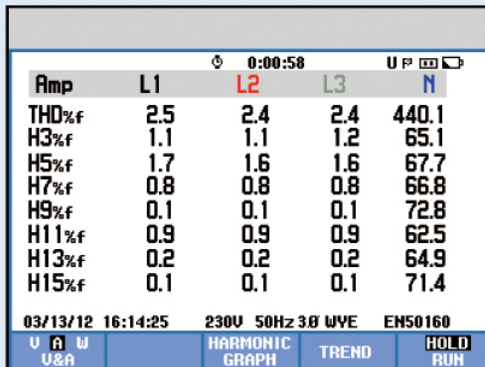 0:00:58 U
Amp L1 L2 L3 N
THD%f 2.5 2.4 2.4 440.1
H3%f 1.1 1.1 1.2 65.1
H5%f 1.7 1.6 1.6 67.7
H7%f 0.8 0.8 0.8 66.8
H9%f 0.1 0.1 0.1 72.8
H11%f 0.9 0.9 0.9 62.5
H13%f 0.2 0.2 0.2 64.9
H15%f 0.1 0.1 0.1 71.4
03/13/12 16:14:25 230V 50Hz 3Ø WYE EN50160
V A W HARMONIC TREND HOLD
V&A GRAPH RUN